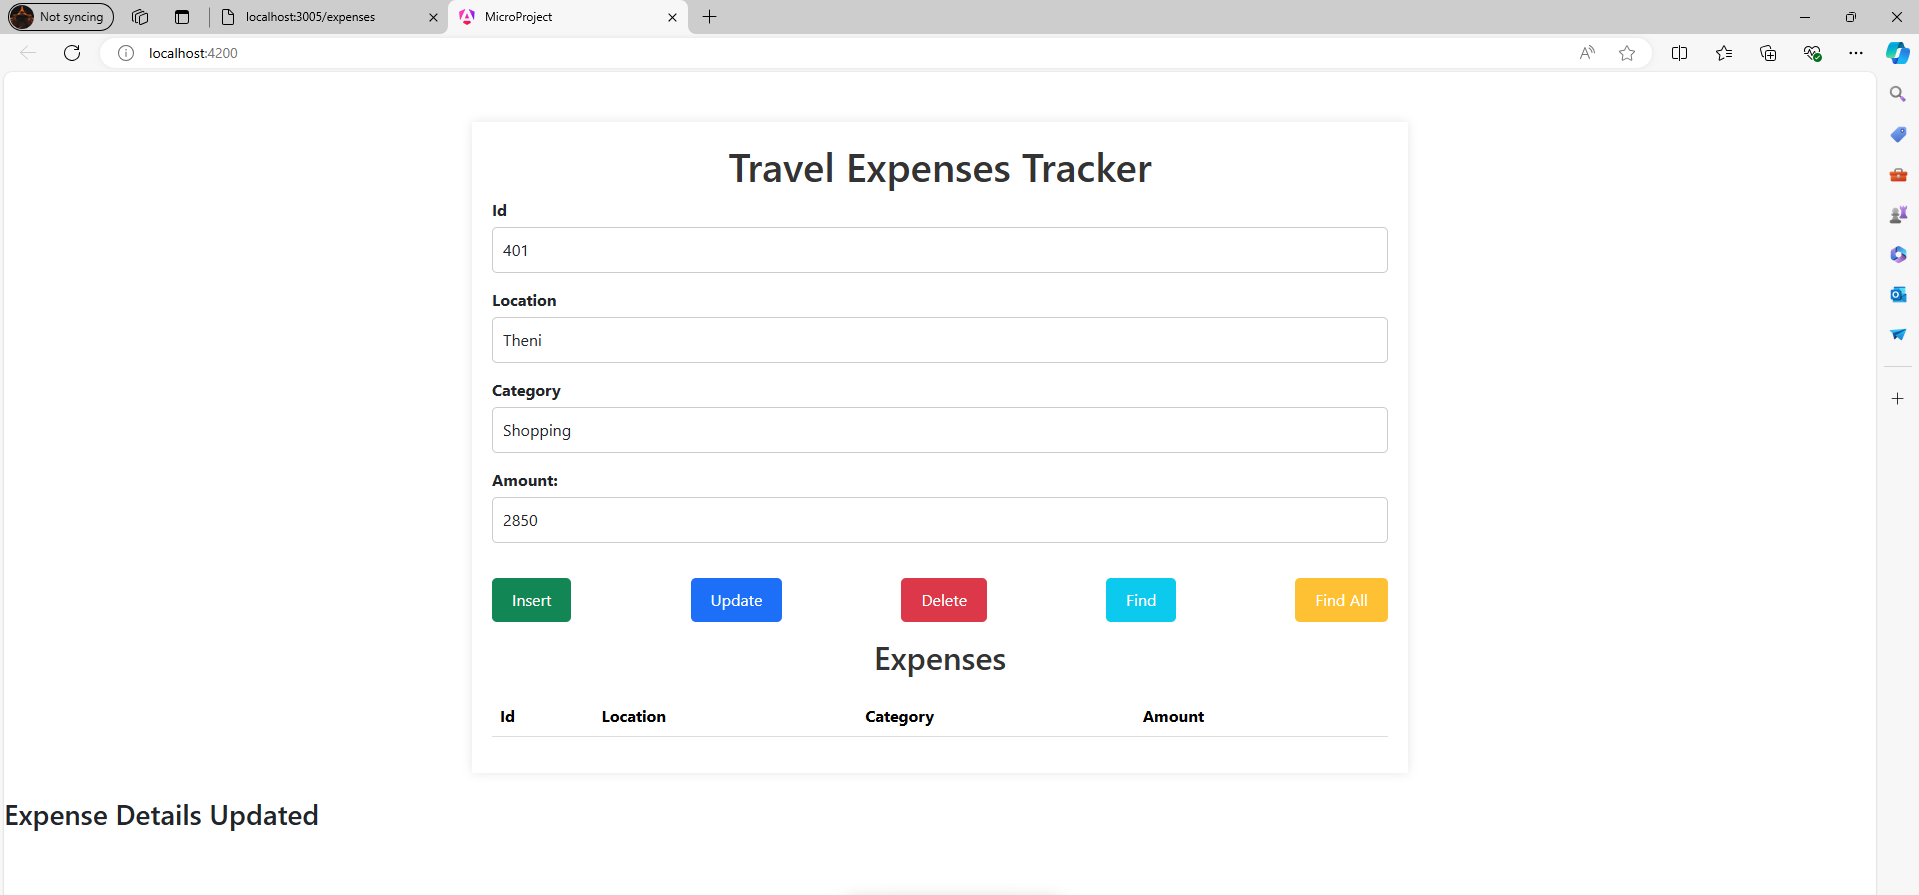 Not syncing
localhost:3005/expenses
MicroProject
localhost:4200
Travel Expenses Tracker
Id
401
Location
Theni
Category
Shopping
Amount:
2850
Insert Update Delete Find Find All
Expenses
Id Location Category Amount
Expense Details Updated